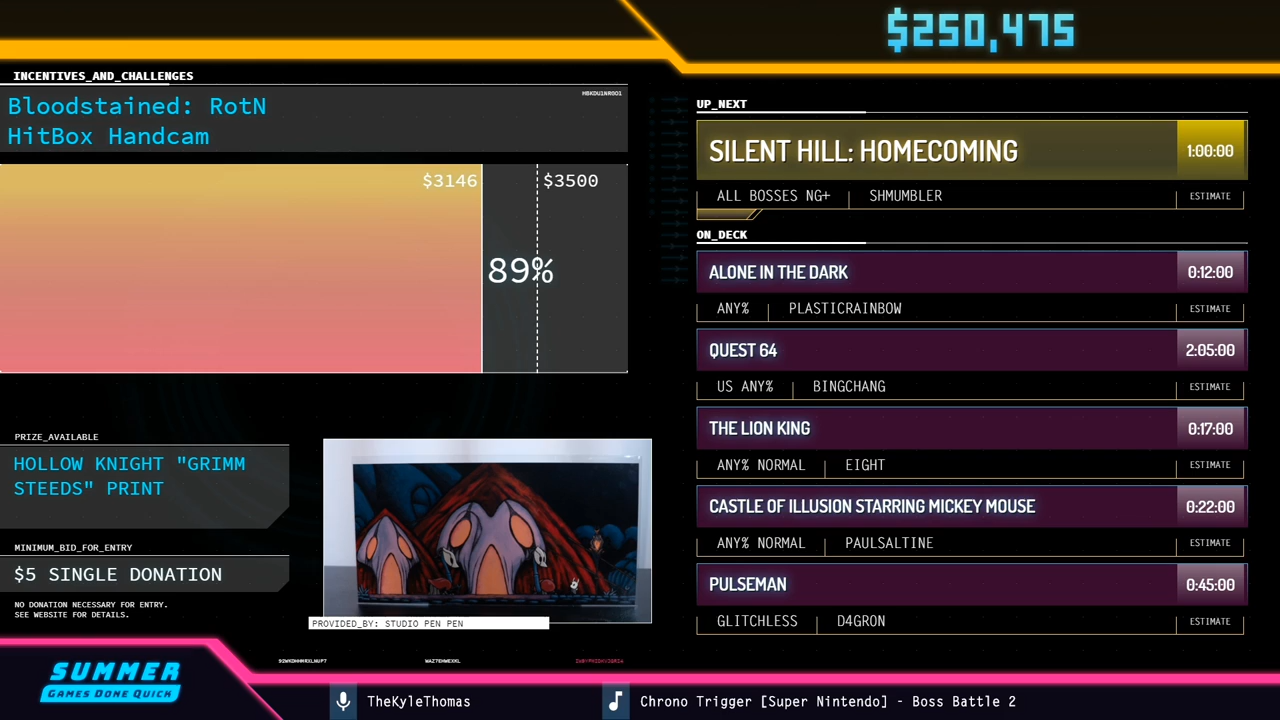 $250,475
INCENTIVES_AND_CHALLENGES
Bloodstained: RotN
HitBox Handcam
$3146
$3500
89%
PRIZE_AVAILABLE
HOLLOW KNIGHT "GRIMM
STEEDS" PRINT
MINIMUM_BID_FOR_ENTRY
$5 SINGLE DONATION
NO DONATION NECESSARY FOR ENTRY.
SEE WEBSITE FOR DETAILS.
PROVIDED_BY: STUDIO PEN PEN
UP_NEXT
SILENT HILL: HOMECOMING 1:00:00
ALL BOSSES NG+ SHMUMBLER ESTIMATE
ON_DECK
ALONE IN THE DARK 0:12:00
ANY% PLASTICRAINBOW ESTIMATE
QUEST 64 2:05:00
US ANY% BINGCHANG ESTIMATE
THE LION KING 0:17:00
ANY% NORMAL EIGHT ESTIMATE
CASTLE OF ILLUSION STARRING MICKEY MOUSE 0:22:00
ANY% NORMAL PAULSALTINE ESTIMATE
PULSEMAN 0:45:00
GLITCHLESS D4GRON ESTIMATE
SUMMER
GAMES DONE QUICK
TheKyleThomas
Chrono Trigger [Super Nintendo] - Boss Battle 2